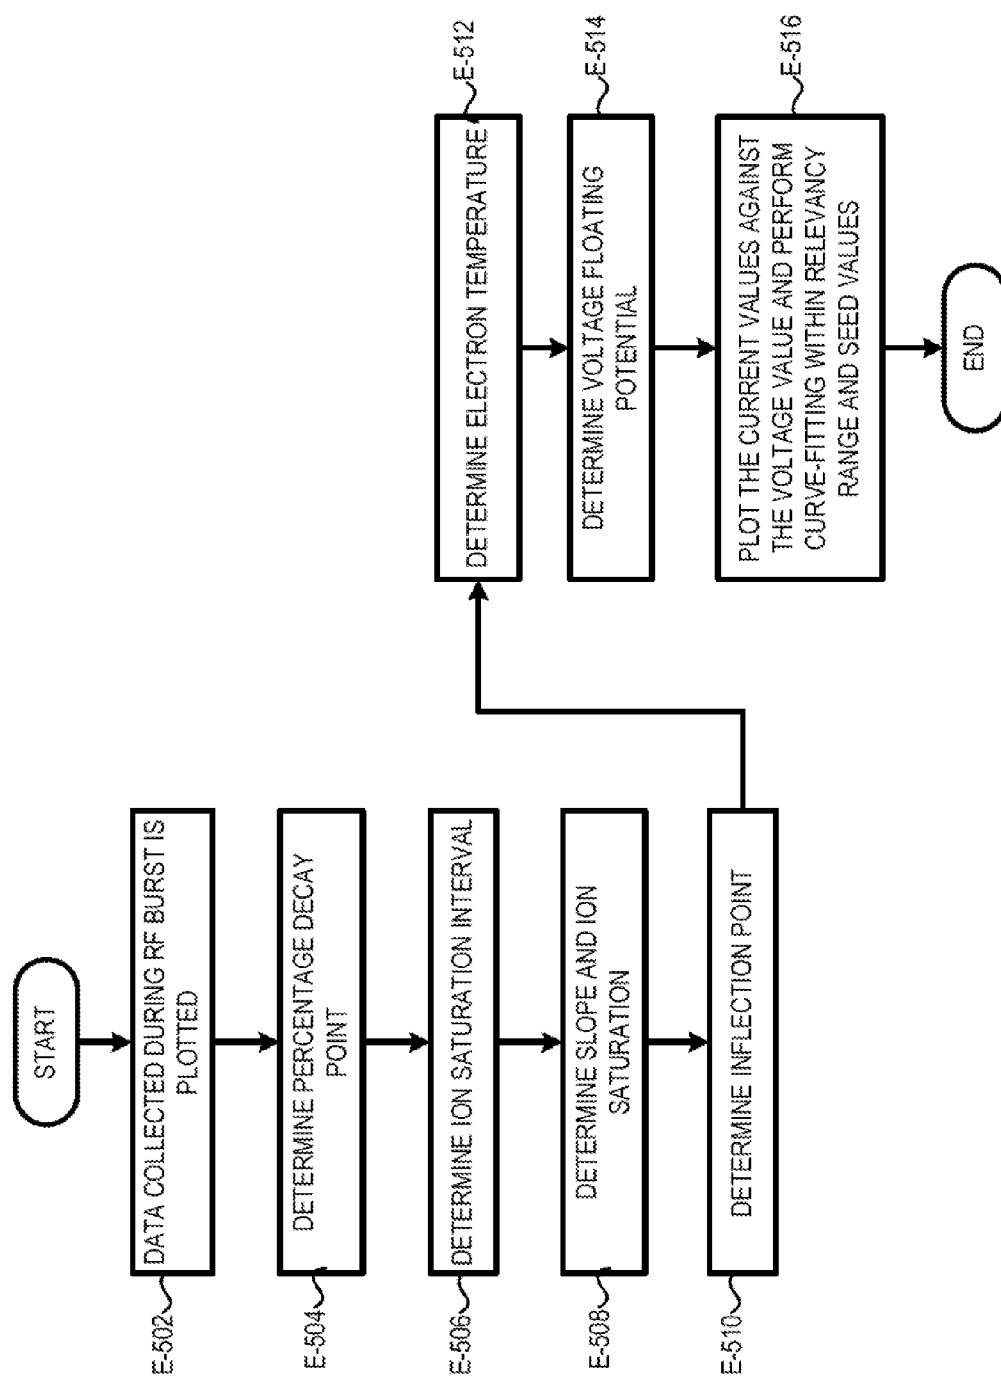 START
DATA COLLECTED DURING RF BURST IS
PLOTTED
E-502
DETERMINE PERCENTAGE DECAY
POINT
E-504
DETERMINE ION SATURATION INTERVAL
E-506
DETERMINE SLOPE AND ION
SATURATION
E-508
DETERMINE INFLECTION POINT
E-510
DETERMINE ELECTRON TEMPERATURE
E-512
DETERMINE VOLTAGE FLOATING
POTENTIAL
E-514
PLOT THE CURRENT VALUES AGAINST
THE VOLTAGE VALUE AND PERFORM
CURVE-FITTING WITHIN RELEVANCY
RANGE AND SEED VALUES
E-516
END